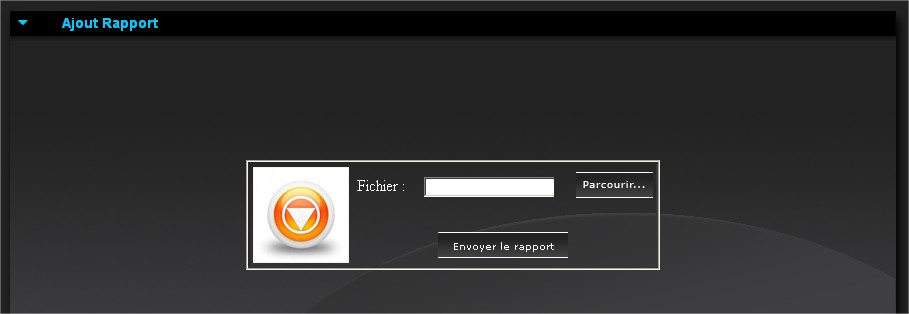 Ajout Rapport
Fichier :
Parcourir...
Envoyer le rapport